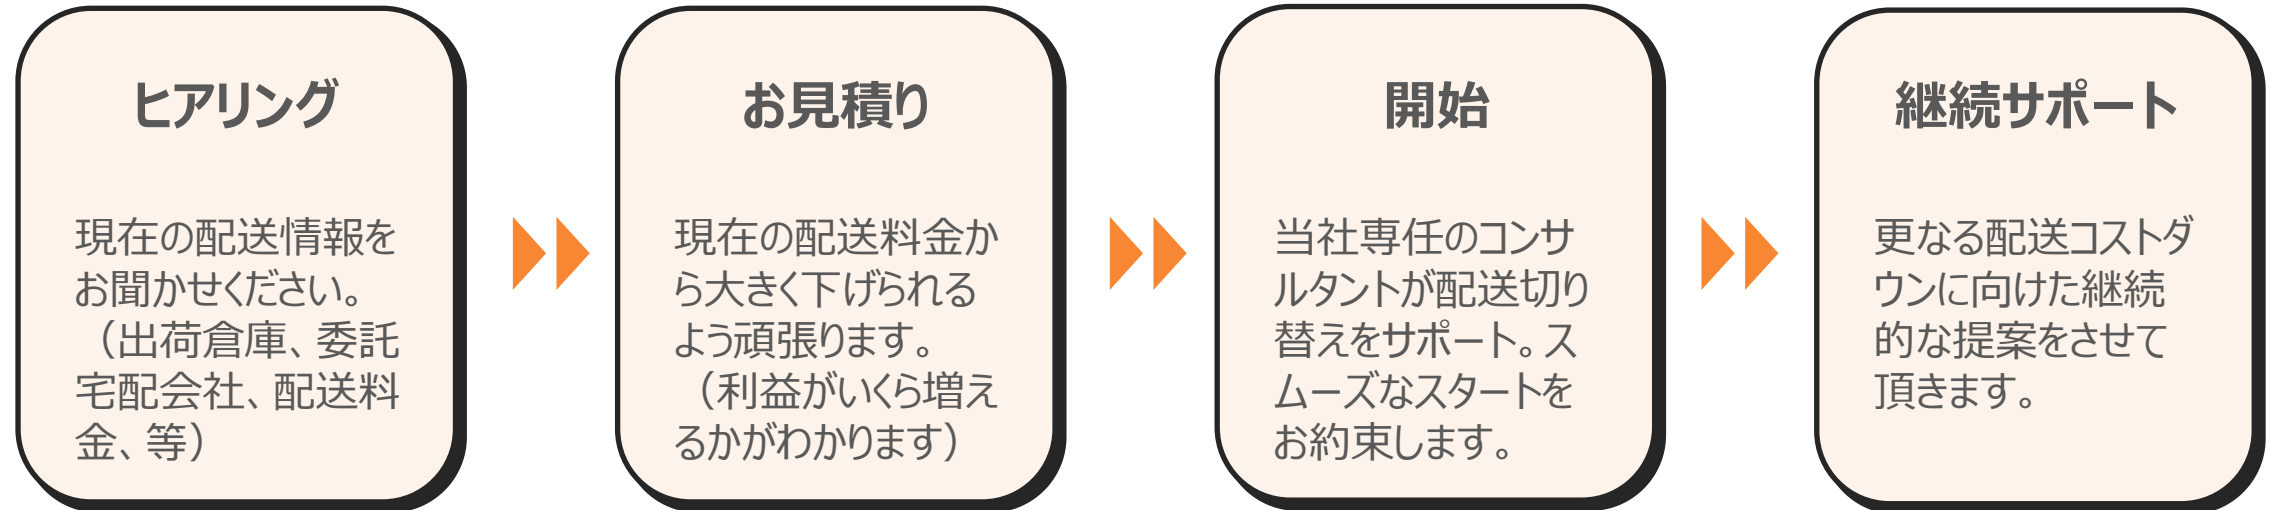 ヒアリング
現在の配送情報を
お聞かせください。
（出荷倉庫、委託
宅配会社、配送料
金、等）
お見積り
現在の配送料金か
ら大きく下げられる
よう頑張ります。
（利益がいくら増え
るかがわかります）
開始
当社専任のコンサ
ルタントが配送切り
替えをサポート。ス
ムーズなスタートを
お約束します。
継続サポート
更なる配送コストダ
ウンに向けた継続
的な提案をさせて
頂きます。